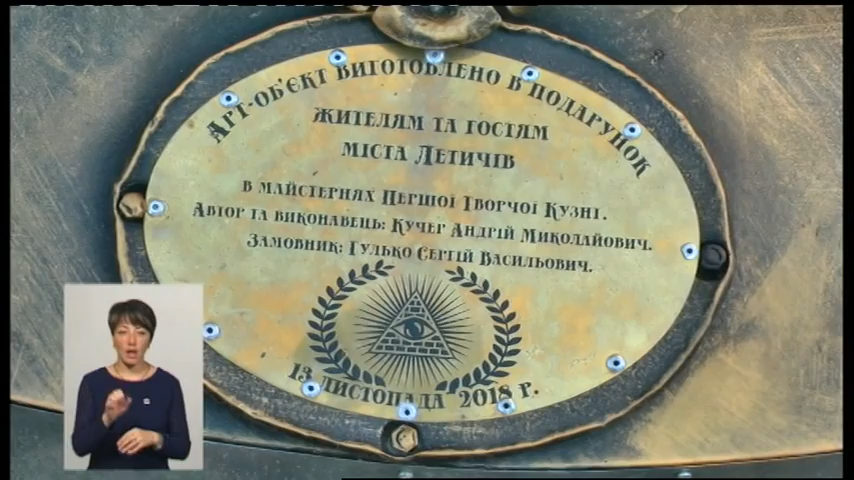 Арт-об'єкт виготовлено в подарунок
жителям та гостям
міста Летичів
в майстернях Першої Творчої Кузні.
Автор та виконавець: Кучер Андрій Миколайович.
Замовник: Гулько Сергій Васильович.
13 листопада 2018 р.